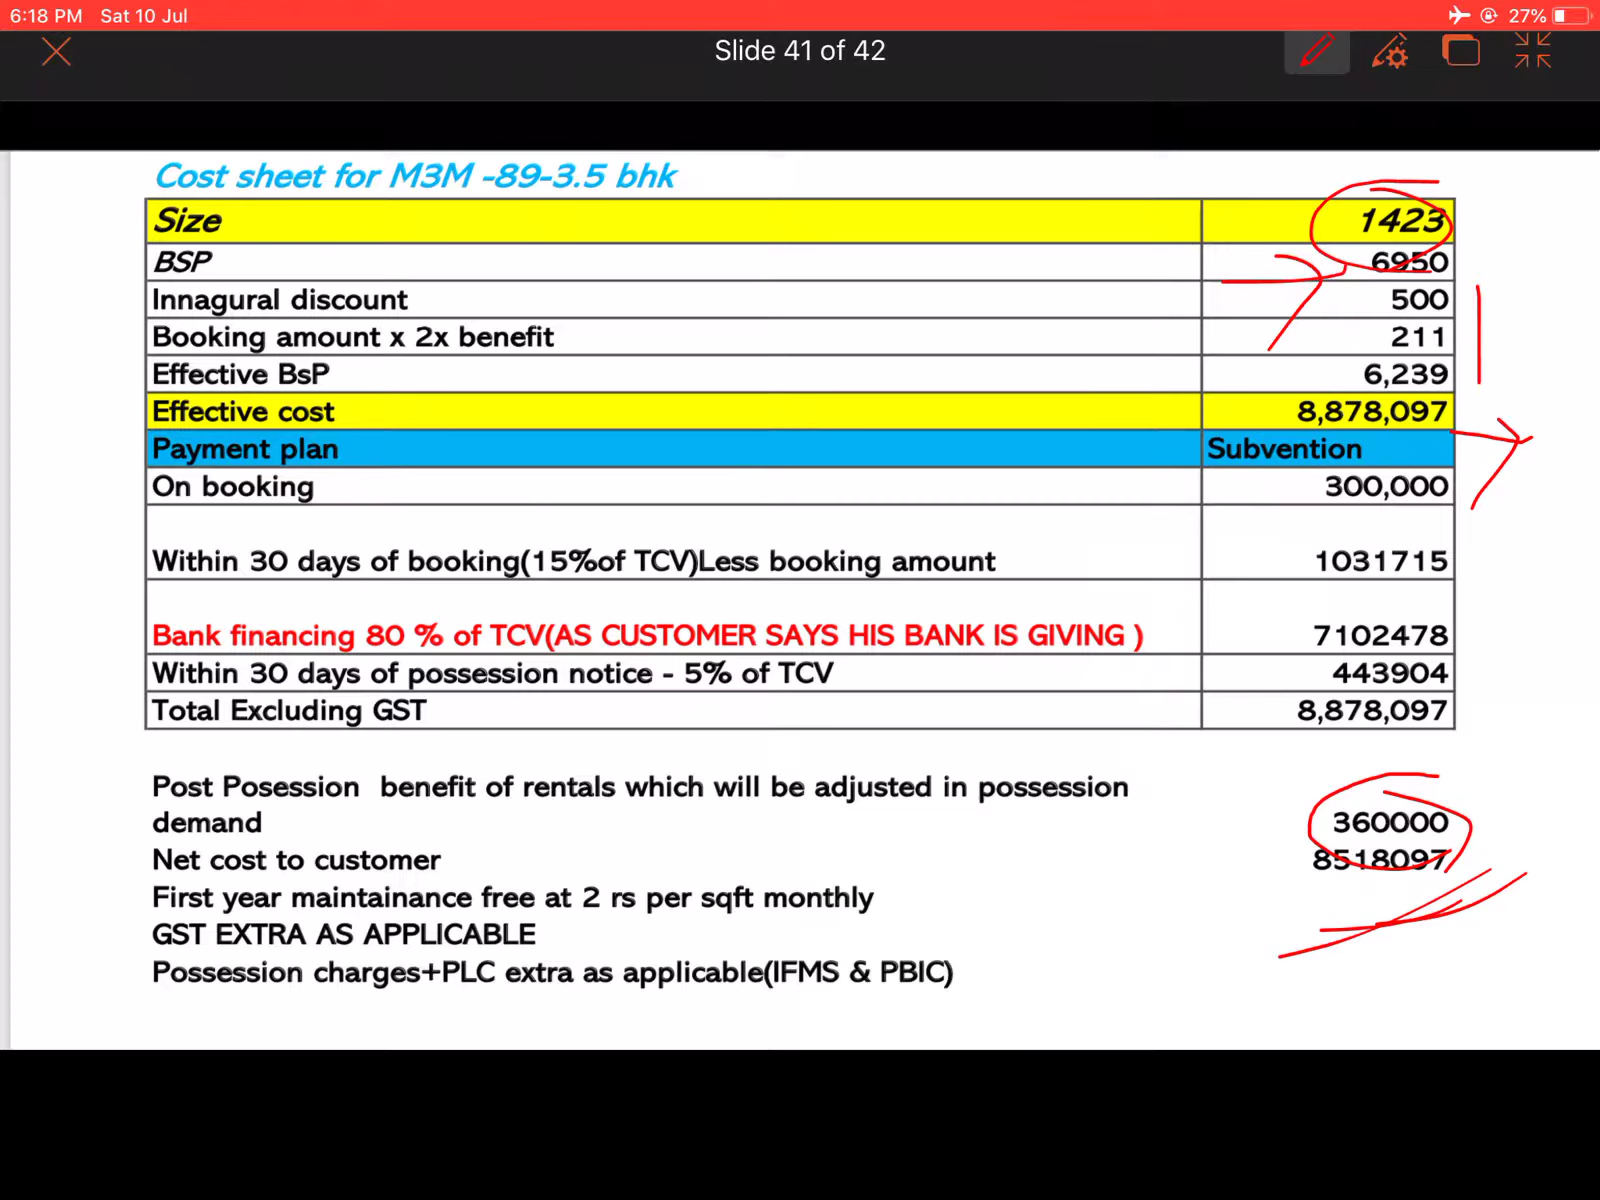 6:18 PM Sat 10 Jul 27%
Slide 41 of 42
Cost sheet for M3M -89-3.5 bhk
Size 1423
BSP 6950
Innagural discount 500
Booking amount x 2x benefit 211
Effective BsP 6,239
Effective cost 8,878,097
Payment plan Subvention
On booking 300,000
Within 30 days of booking(15%of TCV)Less booking amount 1031715
Bank financing 80 % of TCV(AS CUSTOMER SAYS HIS BANK IS GIVING ) 7102478
Within 30 days of possession notice - 5% of TCV 443904
Total Excluding GST 8,878,097
Post Posession benefit of rentals which will be adjusted in possession
demand 360000
Net cost to customer 8518097
First year maintainance free at 2 rs per sqft monthly
GST EXTRA AS APPLICABLE
Possession charges+PLC extra as applicable(IFMS & PBIC)